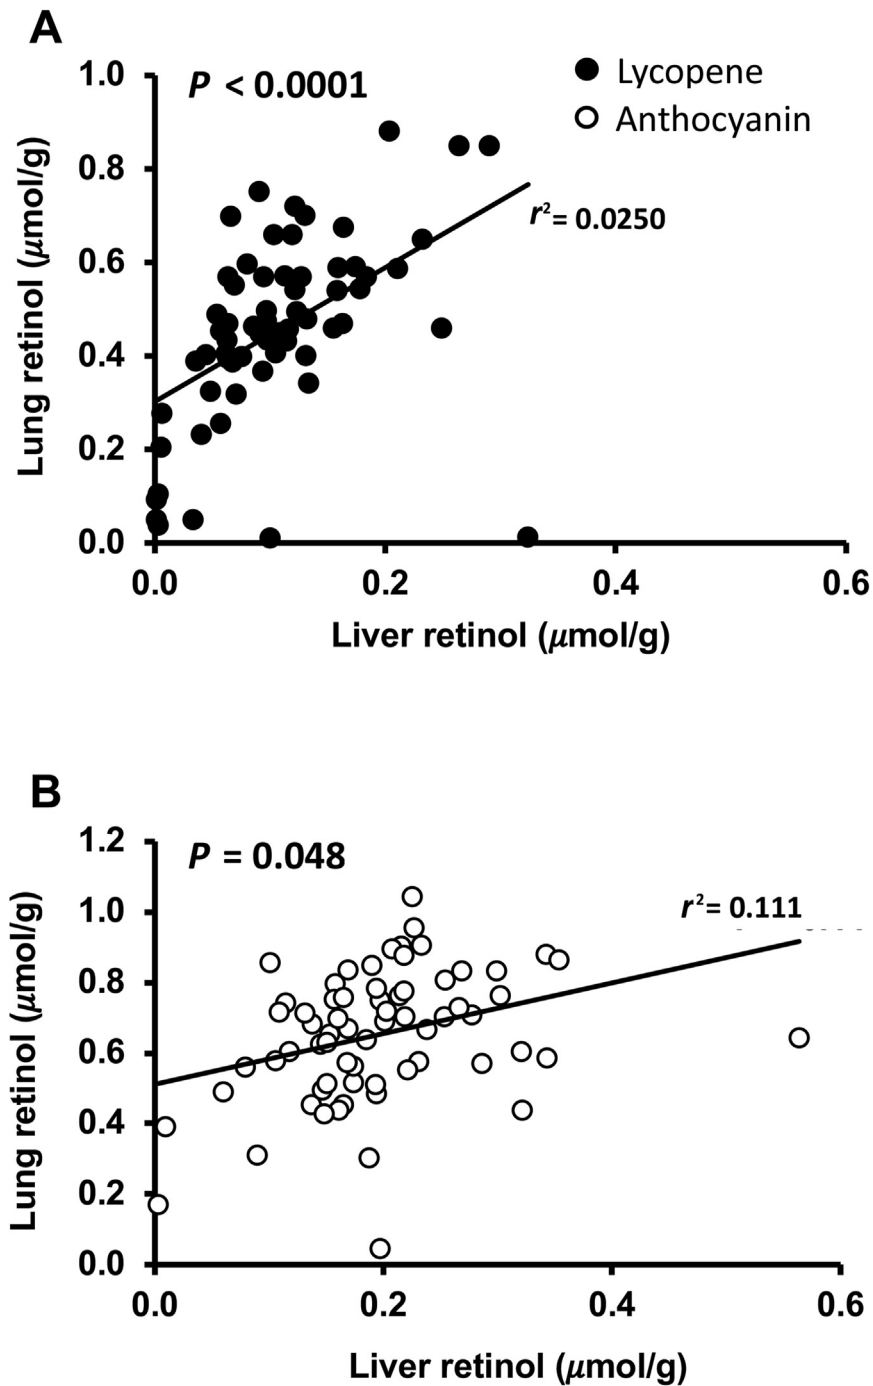 A
P < 0.0001
Lycopene
Anthocyanin
1.0
0.8
r²= 0.0250
0.6
0.4
0.2
0.0
Lung retinol (μmol/g)
0.0 0.2 0.4 0.6
Liver retinol (μmol/g)
B
1.2
P = 0.048
1.0
r²= 0.111
0.8
0.6
0.4
0.2
0.0
Lung retinol (μmol/g)
0.0 0.2 0.4 0.6
Liver retinol (μmol/g)